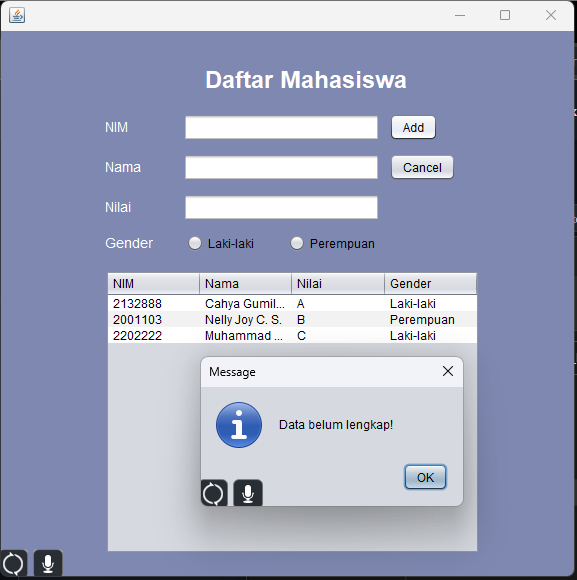 Daftar Mahasiswa
NIM
Add
Nama
Cancel
Nilai
Gender Laki-laki Perempuan
NIM Nama Nilai Gender
2132888 Cahya Gumil... A Laki-laki
2001103 Nelly Joy C. S. B Perempuan
2202222 Muhammad ... C Laki-laki
Message
Data belum lengkap!
OK